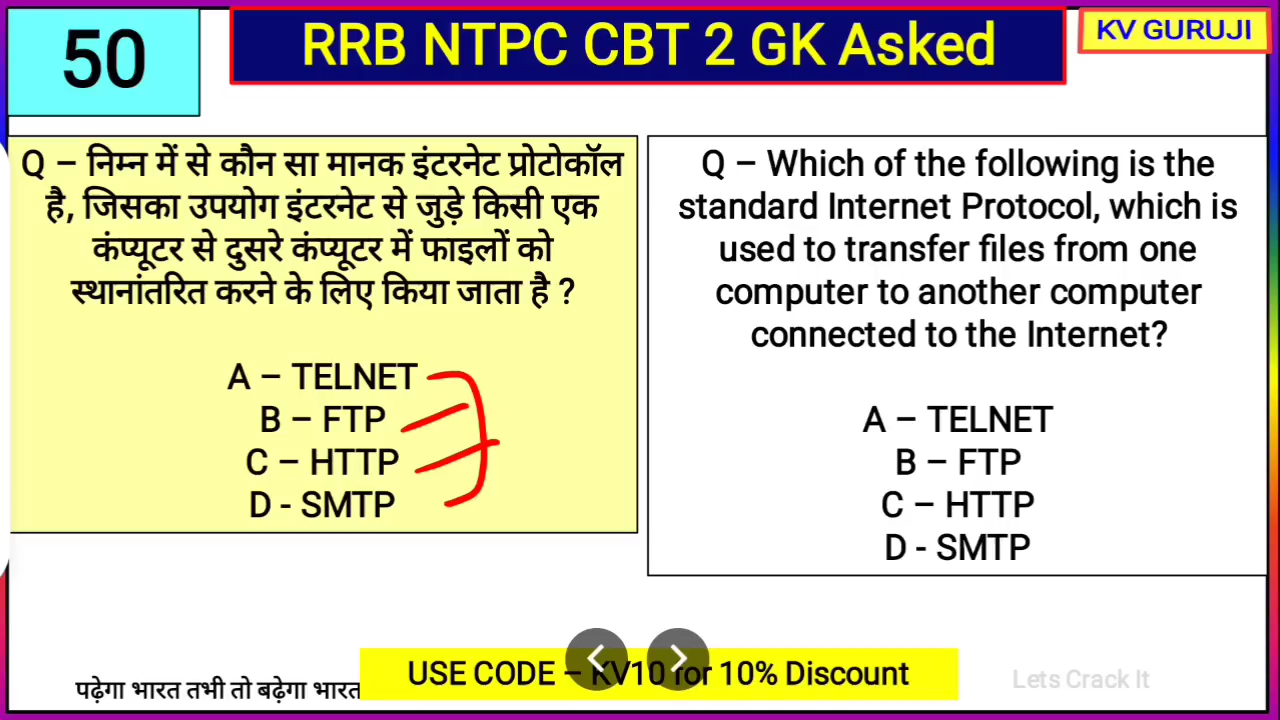 50
RRB NTPC CBT 2 GK Asked
KV GURUJI
Q – निम्न में से कौन सा मानक इंटरनेट प्रोटोकॉल
है, जिसका उपयोग इंटरनेट से जुड़े किसी एक
कंप्यूटर से दुसरे कंप्यूटर में फाइलों को
स्थानांतरित करने के लिए किया जाता है ?
A – TELNET
B – FTP
C – HTTP
D - SMTP
Q – Which of the following is the
standard Internet Protocol, which is
used to transfer files from one
computer to another computer
connected to the Internet?
A – TELNET
B – FTP
C – HTTP
D - SMTP
पढ़ेगा भारत तभी तो बढ़ेगा भारत
USE CODE – KV10 for 10% Discount
Lets Crack It